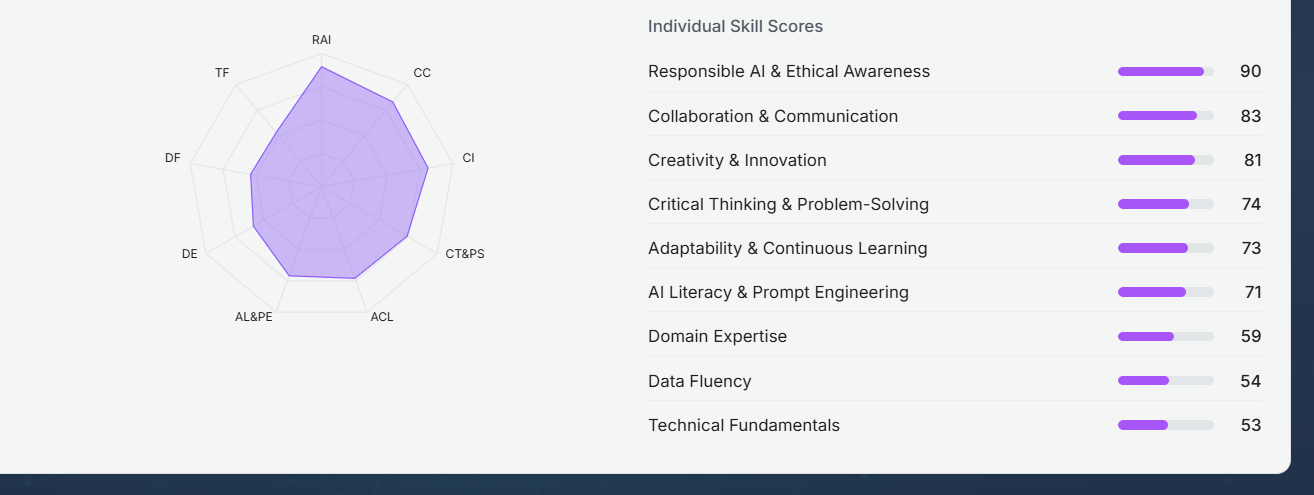 RAI
TF
CC
DF
CI
DE
CT&PS
AL&PE
ACL
Individual Skill Scores
Responsible AI & Ethical Awareness 90
Collaboration & Communication 83
Creativity & Innovation 81
Critical Thinking & Problem-Solving 74
Adaptability & Continuous Learning 73
AI Literacy & Prompt Engineering 71
Domain Expertise 59
Data Fluency 54
Technical Fundamentals 53